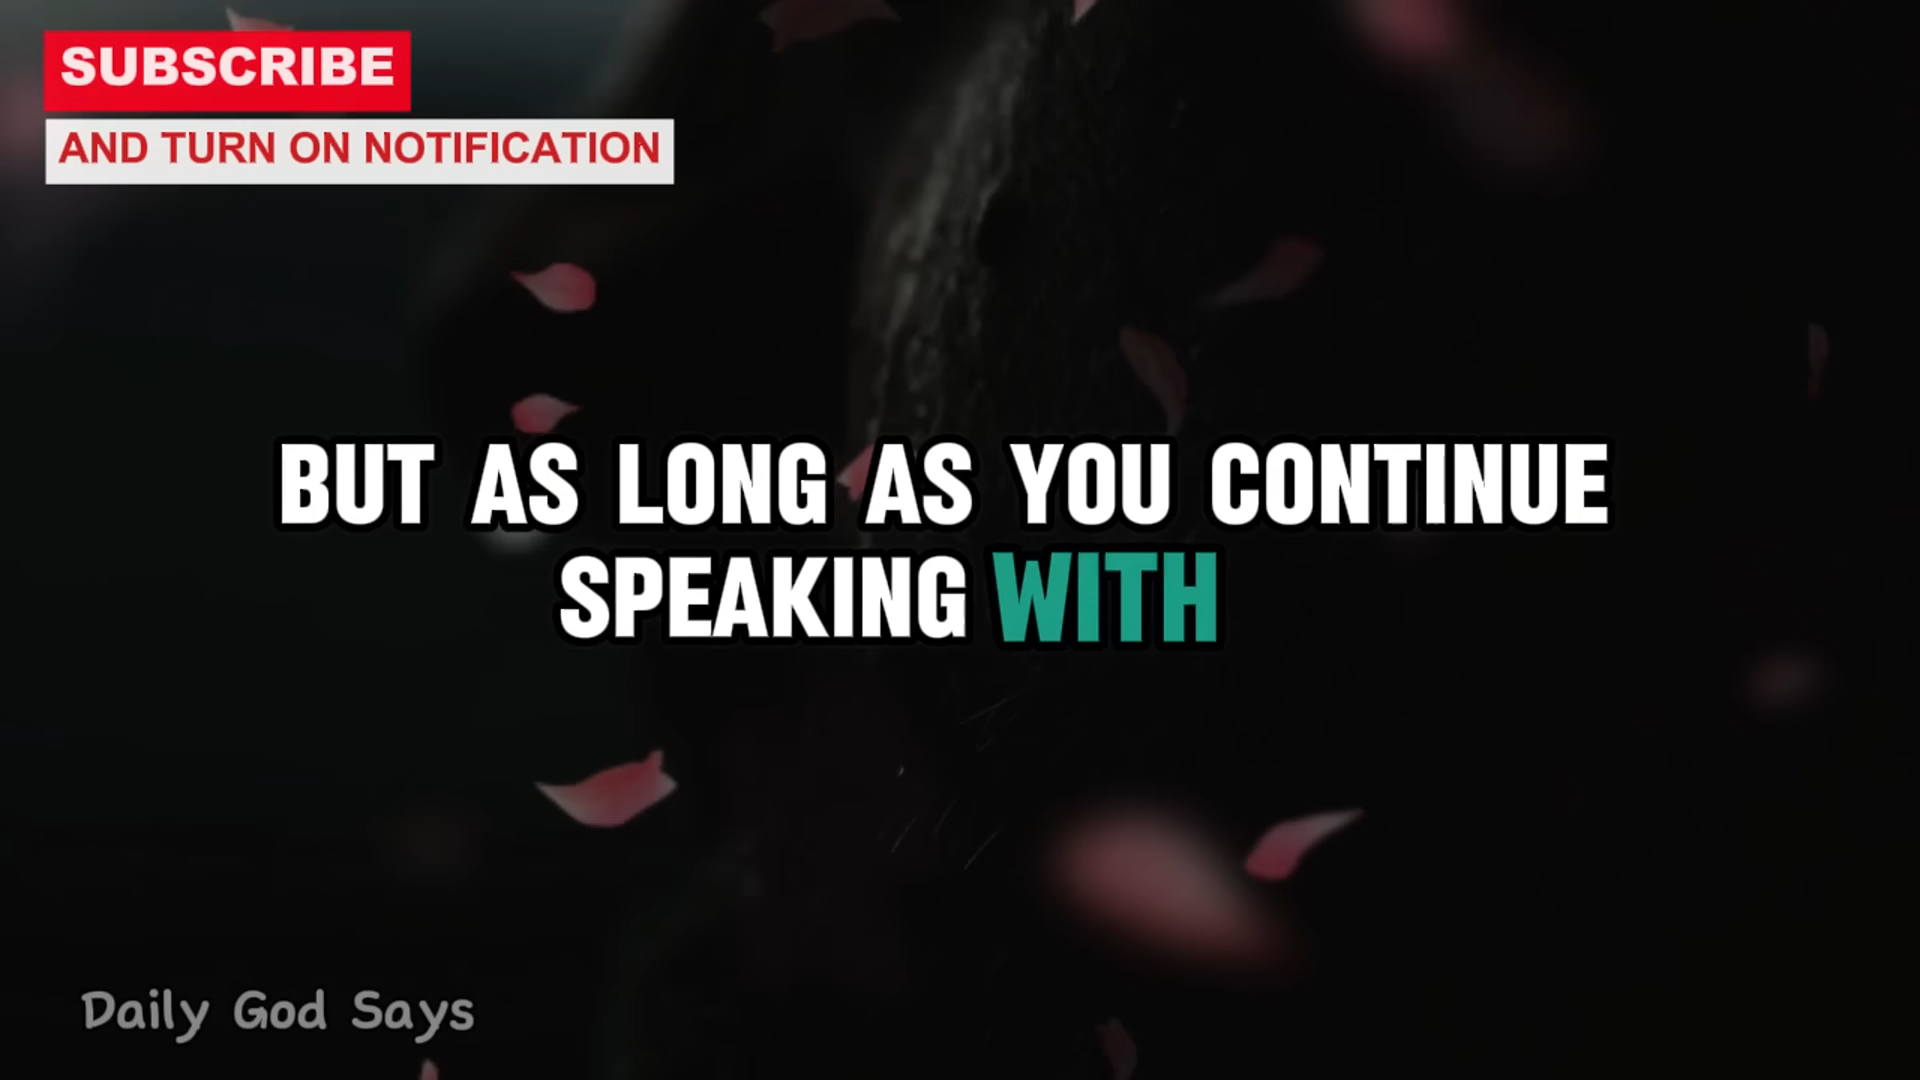 SUBSCRIBE
AND TURN ON NOTIFICATION
BUT AS LONG AS YOU CONTINUE
SPEAKING WITH
Daily God Says